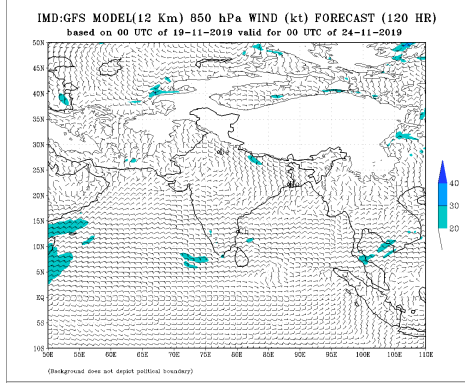 IMD:GFS MODEL(12 Km) 850 hPa WIND (kt) FORECAST (120 HR)
based on 00 UTC of 19-11-2019 valid for 00 UTC of 24-11-2019
50N
45N
40N
35N
30N
25N
20N
15N
10N
5N
EQ
5S
10S
50E 55E 60E 65E 70E 75E 80E 85E 90E 95E 100E 105E 110E
40
30
20
(Background does not depict political boundary)